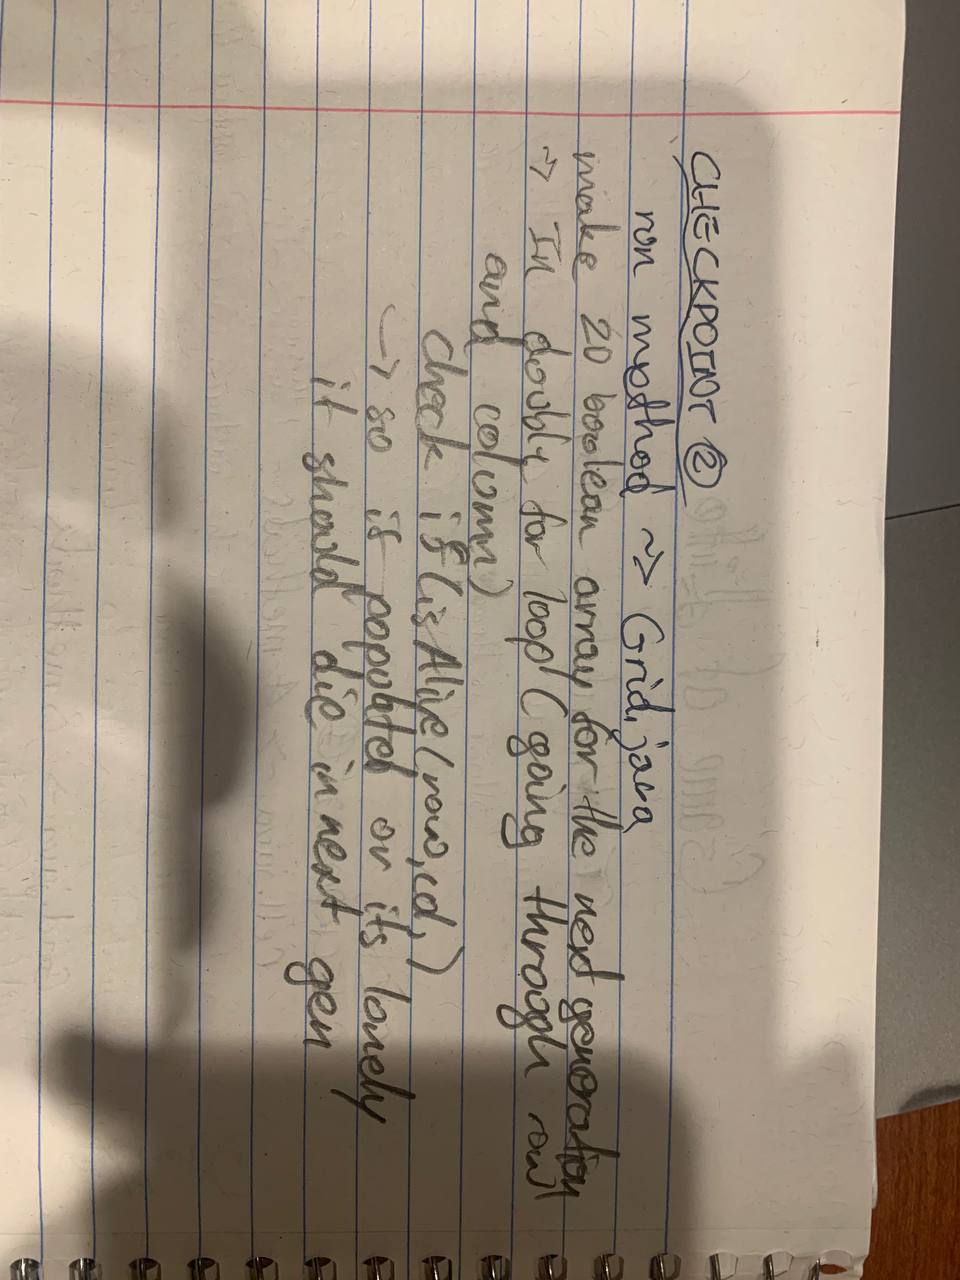 CHECKPOINT ②
run method ~> Grid.java
make 2D boolean array for the next generation
~> In doubly for loop (going through row
and column)
Check if (isAlive(row,col,)
-> so if populated or its lonely
it should die in next gen